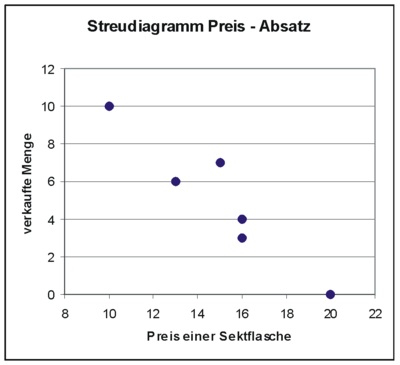 Streudiagramm Preis - Absatz
verkaufte Menge
12
10
8
6
4
2
0
8 10 12 14 16 18 20 22
Preis einer Sektflasche